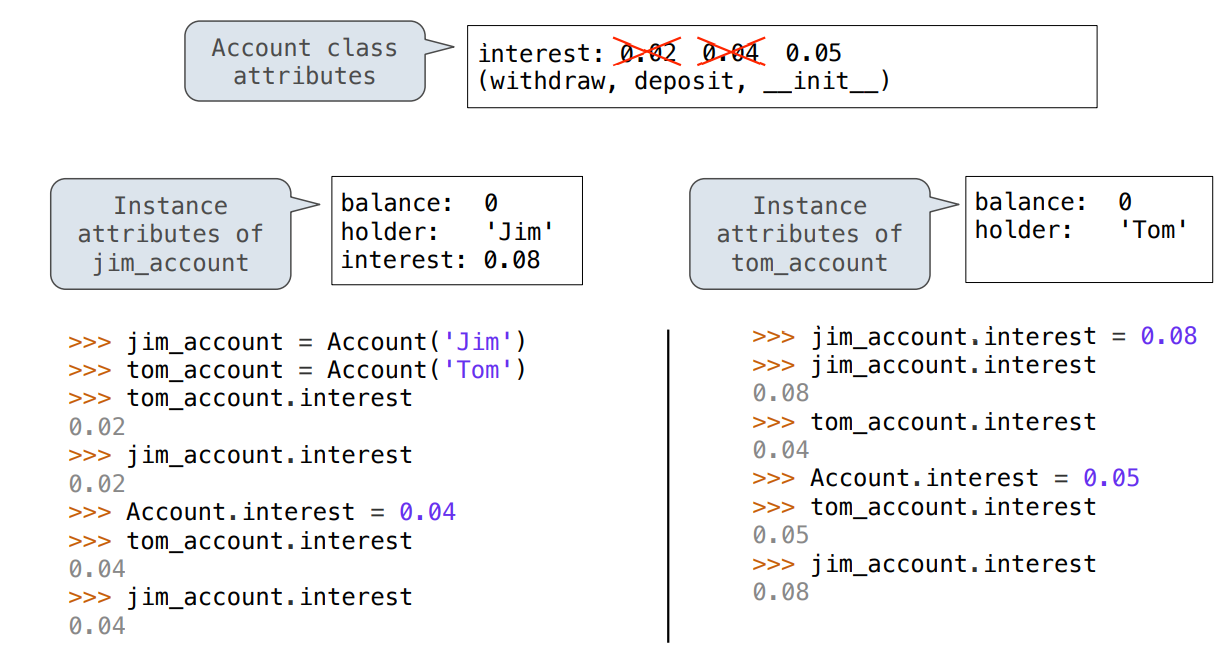 Account class
attributes
interest: 0.02 0.04 0.05
(withdraw, deposit, __init__)
Instance
attributes of
jim_account
balance: 0
holder: 'Jim'
interest: 0.08
Instance
attributes of
tom_account
balance: 0
holder: 'Tom'
>>> jim_account = Account('Jim')
>>> tom_account = Account('Tom')
>>> tom_account.interest
0.02
>>> jim_account.interest
0.02
>>> Account.interest = 0.04
>>> tom_account.interest
0.04
>>> jim_account.interest
0.04
>>> jim_account.interest = 0.08
>>> jim_account.interest
0.08
>>> tom_account.interest
0.04
>>> Account.interest = 0.05
>>> tom_account.interest
0.05
>>> jim_account.interest
0.08